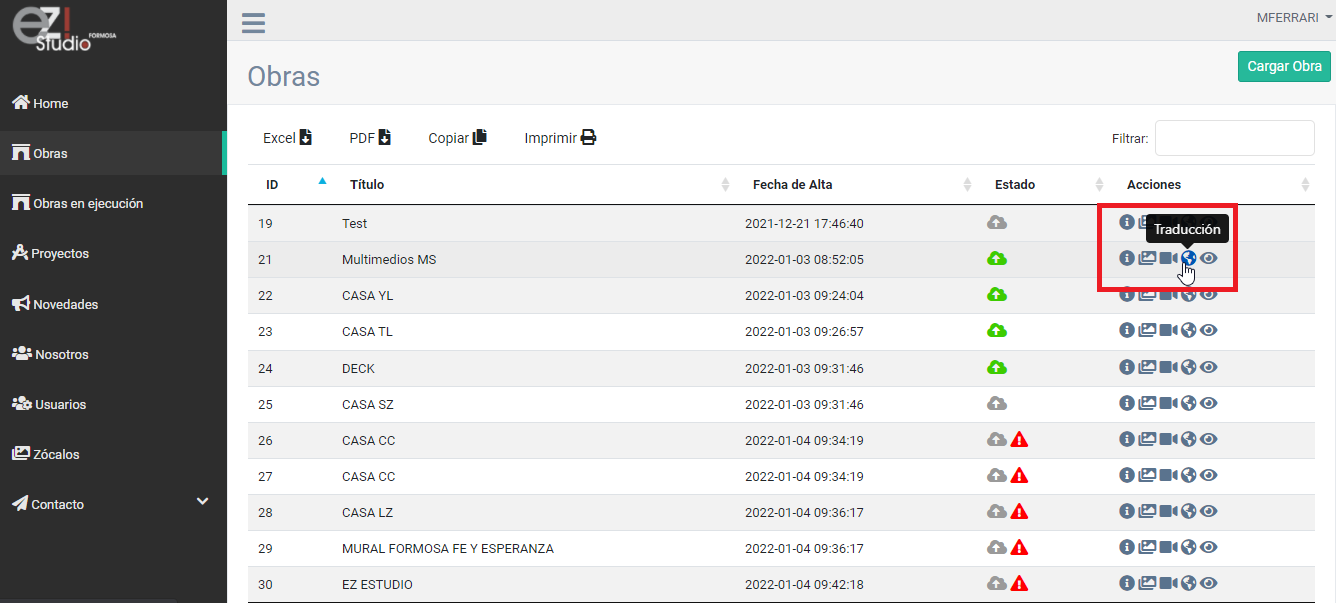 eZ! Studio FORMOSA
MFERRARI
Obras
Cargar Obra
Home
Obras
Obras en ejecución
Proyectos
Novedades
Nosotros
Usuarios
Zócalos
Contacto
Excel PDF Copiar Imprimir Filtrar:
ID Título Fecha de Alta Estado Acciones
19 Test 2021-12-21 17:46:40
Traducción
21 Multimedios MS 2022-01-03 08:52:05
22 CASA YL 2022-01-03 09:24:04
23 CASA TL 2022-01-03 09:26:57
24 DECK 2022-01-03 09:31:46
25 CASA SZ 2022-01-03 09:31:46
26 CASA CC 2022-01-04 09:34:19
27 CASA CC 2022-01-04 09:34:19
28 CASA LZ 2022-01-04 09:36:17
29 MURAL FORMOSA FE Y ESPERANZA 2022-01-04 09:36:17
30 EZ ESTUDIO 2022-01-04 09:42:18